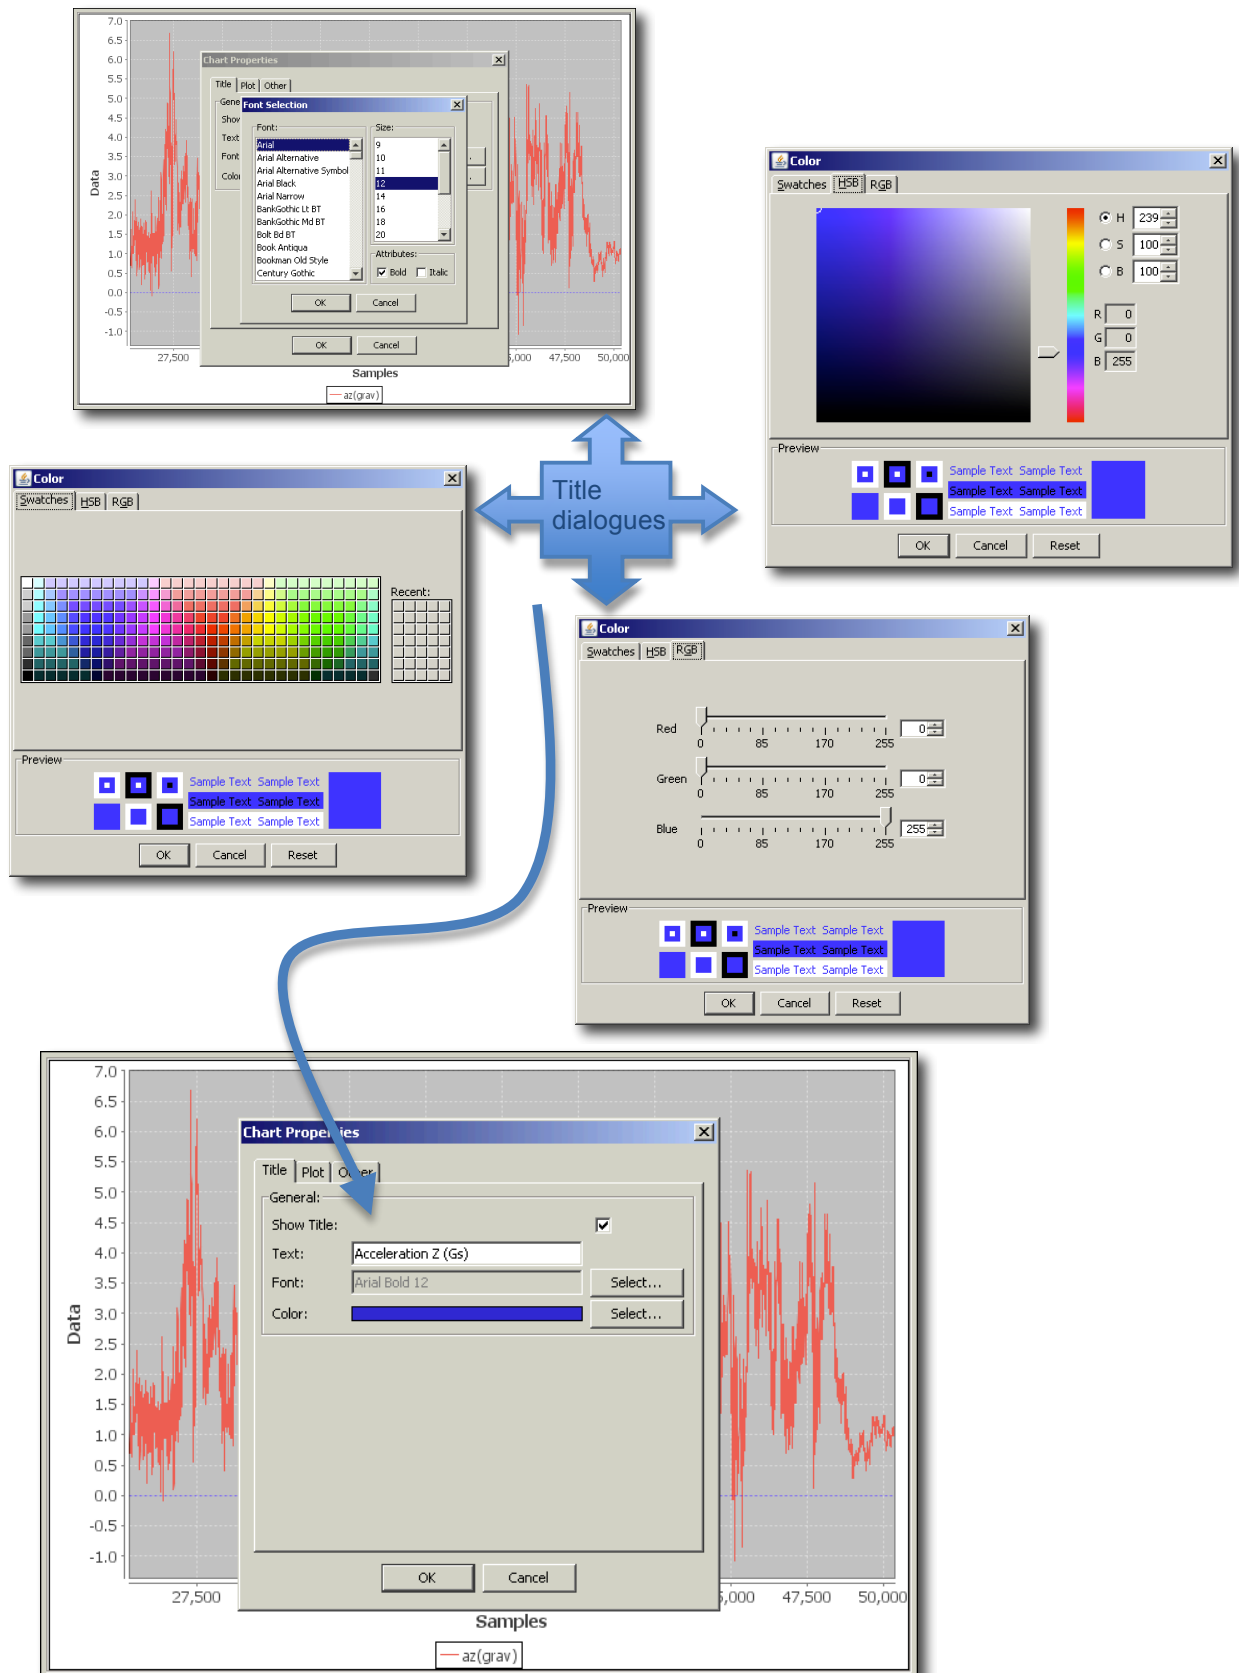 7.0
6.5
6.0
5.5
5.0
4.5
4.0
3.5
3.0
2.5
2.0
1.5
1.0
0.5
0.0
-0.5
-1.0
Data
Chart Properties
Title Plot Other
Gene
Show
Text
Font
Colo
Font Selection
Font:
Arial
Arial Alternative
Arial Alternative Symbol
Arial Black
Arial Narrow
BankGothic Lt BT
BankGothic Md BT
Bolt Bd BT
Book Antiqua
Bookman Old Style
Century Gothic
Size:
9
10
11
12
14
16
18
20
Attributes:
Bold Italic
OK Cancel
OK Cancel
27,500 5,000 47,500 50,000
Samples
az(grav)
Color
Swatches HSB RGB
H 239
S 100
B 100
R 0
G 0
B 255
Preview
Sample Text Sample Text
Sample Text Sample Text
Sample Text Sample Text
OK Cancel Reset
Title
dialogues
Color
Swatches HSB RGB
Recent:
Preview
Sample Text Sample Text
Sample Text Sample Text
Sample Text Sample Text
OK Cancel Reset
Color
Swatches HSB RGB
Red 0
0 85 170 255
Green 0
0 85 170 255
Blue 255
0 85 170 255
Preview
Sample Text Sample Text
Sample Text Sample Text
Sample Text Sample Text
OK Cancel Reset
7.0
6.5
6.0
5.5
5.0
4.5
4.0
3.5
3.0
2.5
2.0
1.5
1.0
0.5
0.0
-0.5
-1.0
Data
Chart Properties
Title Plot Other
General:
Show Title:
Text: Acceleration Z (Gs)
Font: Arial Bold 12 Select...
Color: Select...
OK Cancel
27,500 5,000 47,500 50,000
Samples
az(grav)